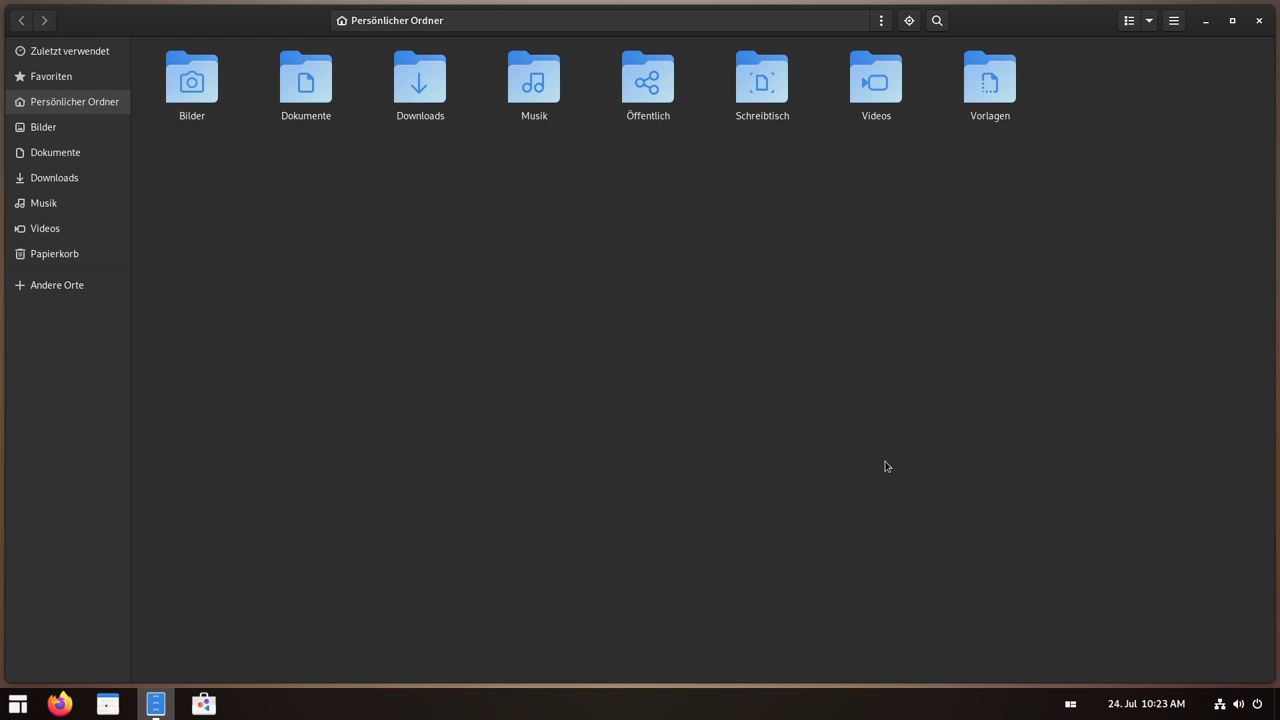 Persönlicher Ordner
Zuletzt verwendet
Favoriten
Persönlicher Ordner
Bilder
Dokumente
Downloads
Musik
Videos
Papierkorb
Andere Orte
Bilder
Dokumente
Downloads
Musik
Öffentlich
Schreibtisch
Videos
Vorlagen
24. Jul 10:23 AM